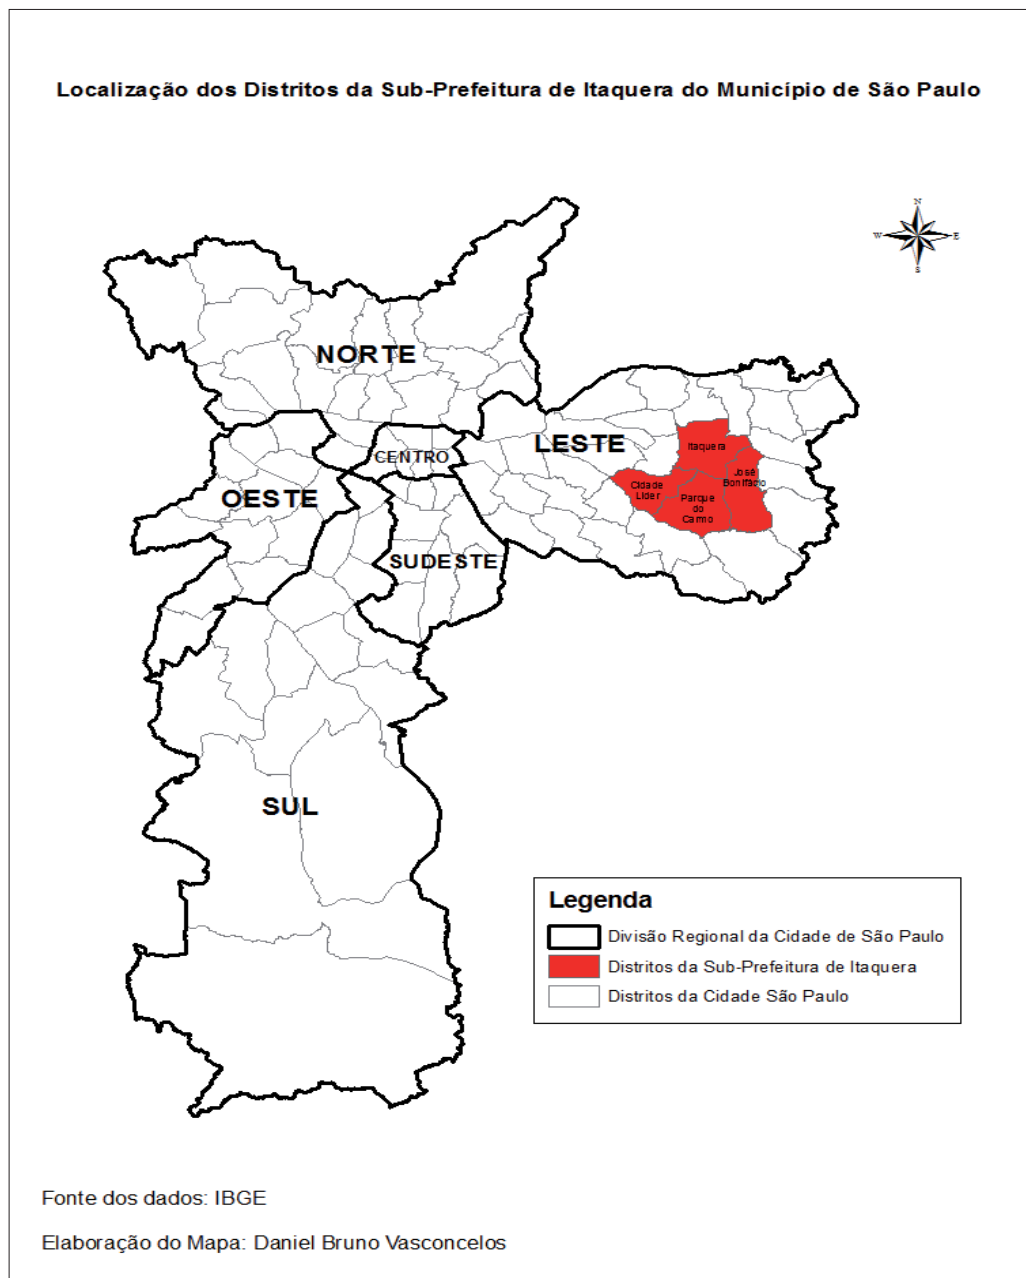 Localização dos Distritos da Sub-Prefeitura de Itaquera do Município de São Paulo
N
W
E
S
NORTE
LESTE
Itaquera
CENTRO
José
Bonifácio
Cidade
Líder
OESTE
Parque
do
Carmo
SUDESTE
SUL
Legenda
Divisão Regional da Cidade de São Paulo
Distritos da Sub-Prefeitura de Itaquera
Distritos da Cidade São Paulo
Fonte dos dados: IBGE
Elaboração do Mapa: Daniel Bruno Vasconcelos